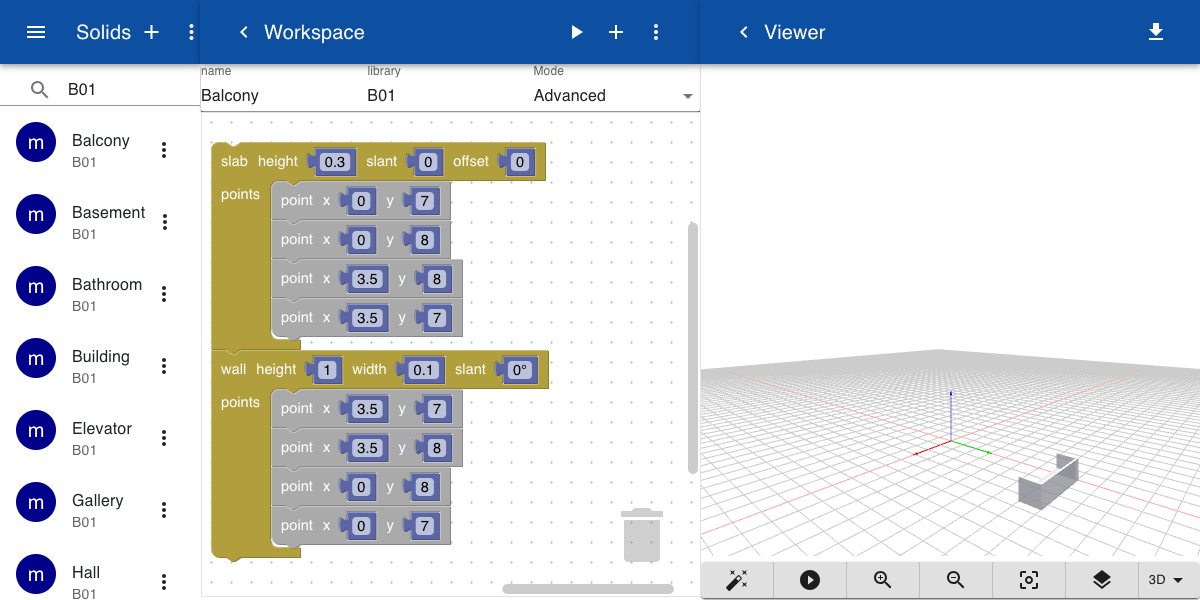 Solids
Workspace
Viewer
B01
name library Mode
Balcony B01 Advanced
m Balcony
B01
m Basement
B01
m Bathroom
B01
m Building
B01
m Elevator
B01
m Gallery
B01
m Hall
B01
slab height 0.3 slant 0 offset 0
points
point x 0 y 7
point x 0 y 8
point x 3.5 y 8
point x 3.5 y 7
wall height 1 width 0.1 slant 0°
points
point x 3.5 y 7
point x 3.5 y 8
point x 0 y 8
point x 0 y 7
3D